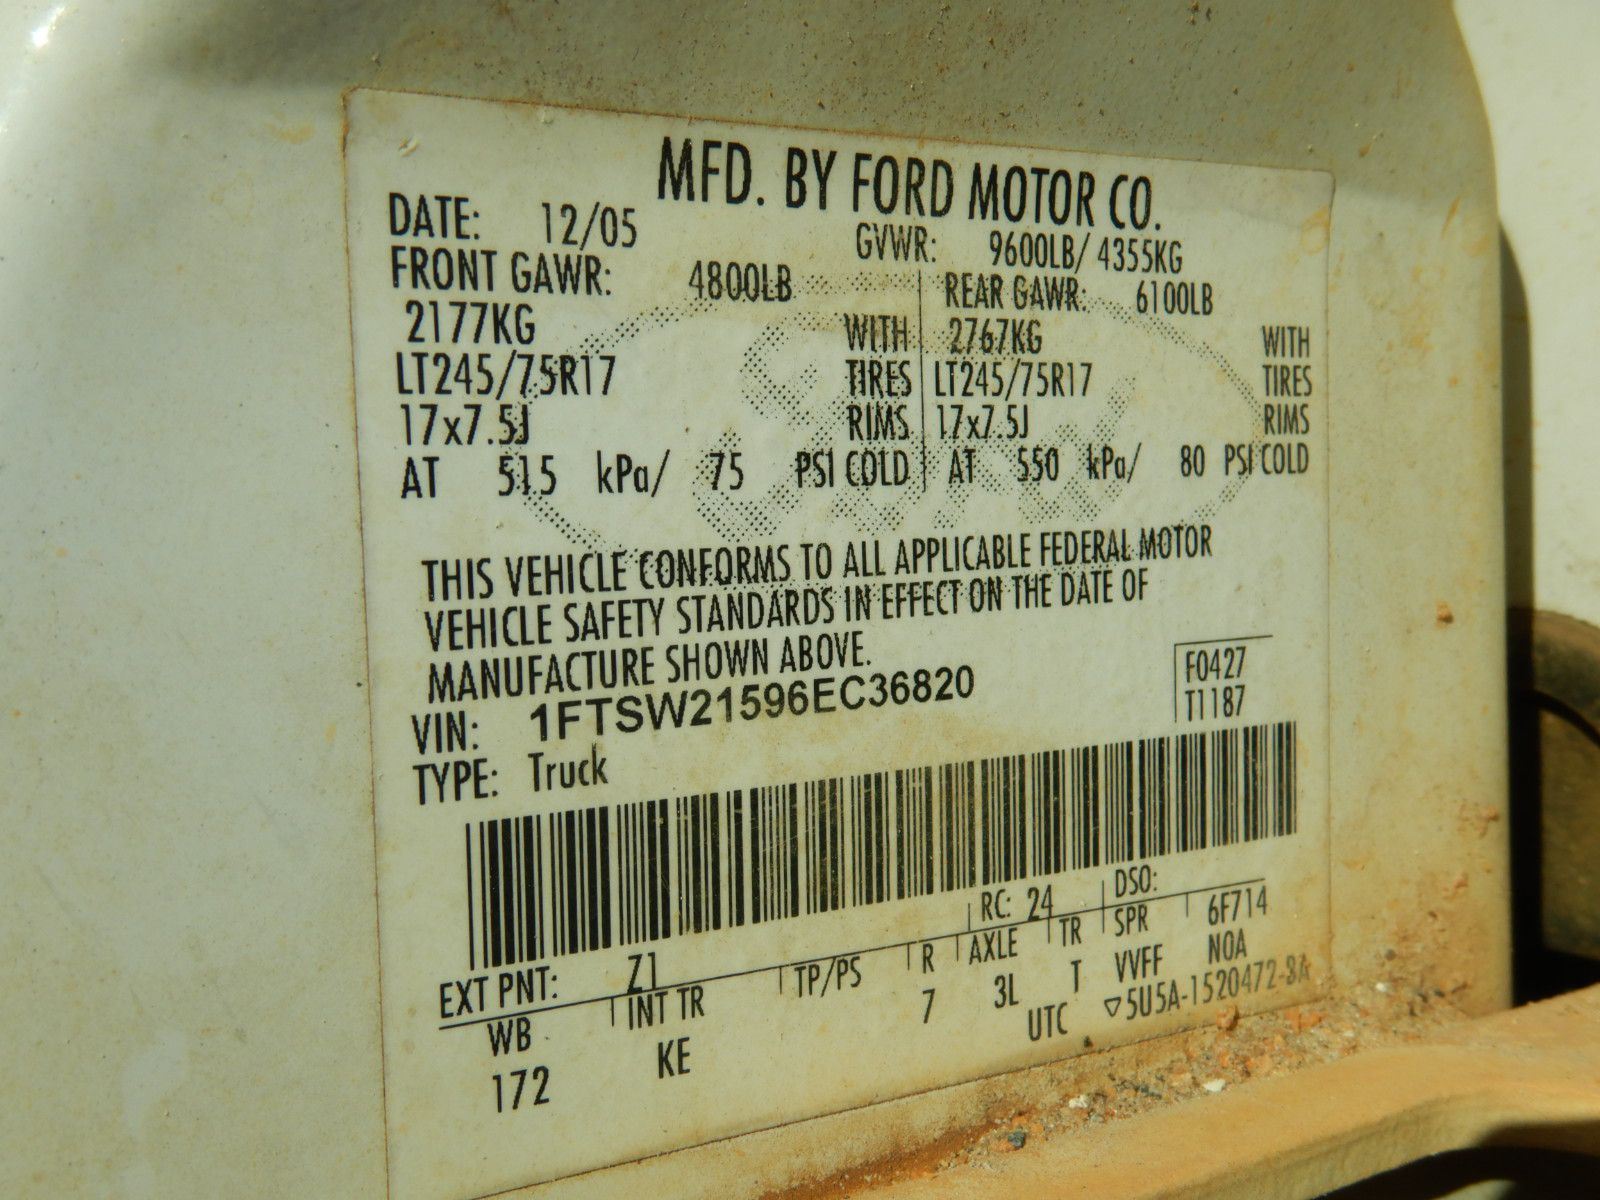 MFD. BY FORD MOTOR CO.
DATE: 12/05 GVWR: 9600LB/ 4355KG
FRONT GAWR: 4800LB REAR GAWR: 6100LB
2177KG WITH 2767KG WITH
LT245/75R17 TIRES LT245/75R17 TIRES
17x7.5J RIMS 17x7.5J RIMS
AT 515 kPa/ 75 PSI COLD AT 550 kPa/ 80 PSI COLD
THIS VEHICLE CONFORMS TO ALL APPLICABLE FEDERAL MOTOR
VEHICLE SAFETY STANDARDS IN EFFECT ON THE DATE OF
MANUFACTURE SHOWN ABOVE.
VIN: 1FTSW21596EC36820 F0427
TYPE: Truck T1187
EXT PNT: Z1 RC: 24 DSO:
WB INT TR TP/PS R AXLE TR SPR 6F714
172 KE 7 3L T VVFF NOA
UTC ▽5U5A-1520472-8A